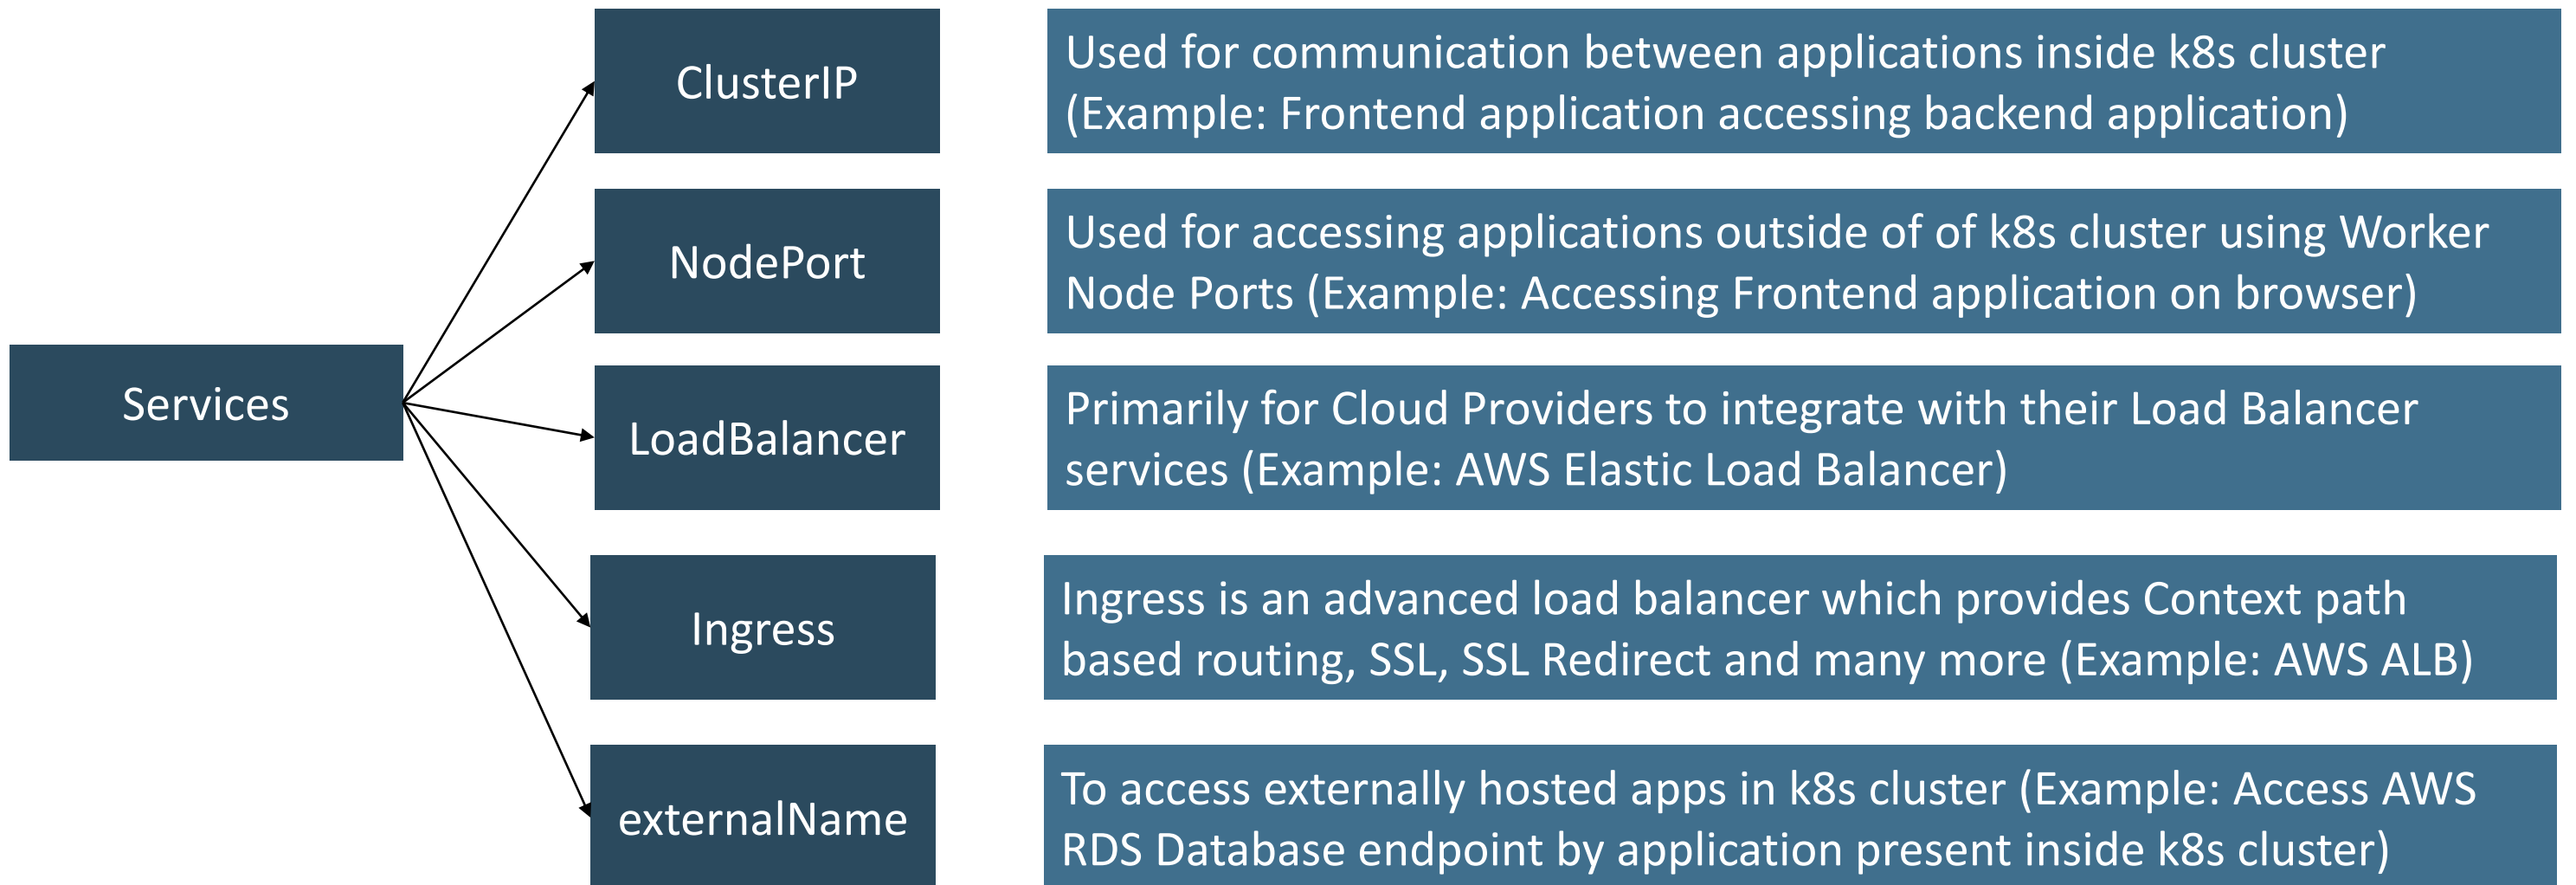 ClusterIP
Used for communication between applications inside k8s cluster
(Example: Frontend application accessing backend application)
NodePort
Used for accessing applications outside of of k8s cluster using Worker
Node Ports (Example: Accessing Frontend application on browser)
Services
LoadBalancer
Primarily for Cloud Providers to integrate with their Load Balancer
services (Example: AWS Elastic Load Balancer)
Ingress
Ingress is an advanced load balancer which provides Context path
based routing, SSL, SSL Redirect and many more (Example: AWS ALB)
externalName
To access externally hosted apps in k8s cluster (Example: Access AWS
RDS Database endpoint by application present inside k8s cluster)